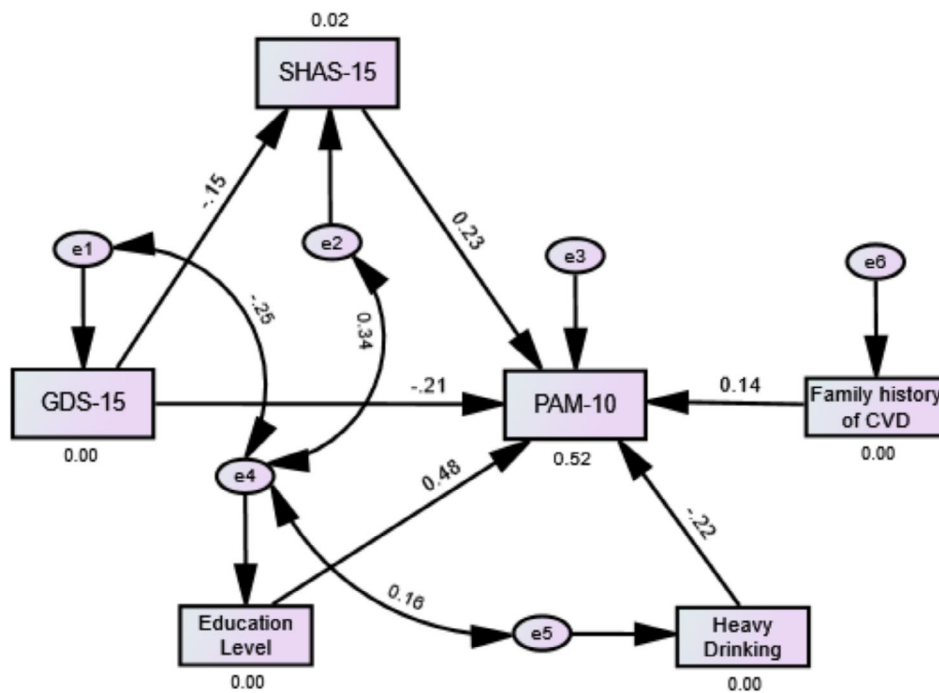 0.02
SHAS-15
-.15
0.23
e1
e2
e3
e6
-.25
0.34
GDS-15
0.00
-.21
PAM-10
0.52
0.14
Family history
of CVD
0.00
e4
0.48
-.22
0.16
Education
Level
0.00
e5
Heavy
Drinking
0.00